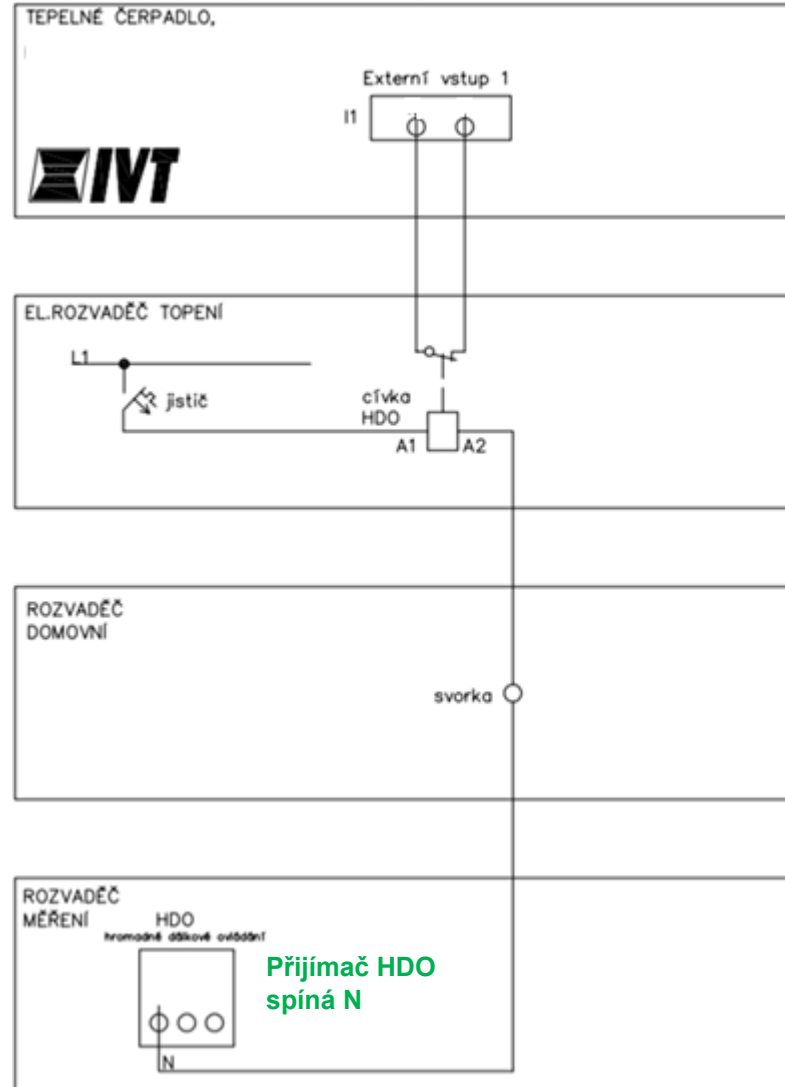 TEPELNÉ ČERPADLO,
Externí vstup 1
I1
IVT
EL.ROZVADĚČ TOPENÍ
L1
jistič
cívka
HDO
A1
A2
ROZVADĚČ
DOMOVNÍ
svorka
ROZVADĚČ
MĚŘENÍ
HDO
hromadné dálkové ovládání
Přijímač HDO
spíná N
N